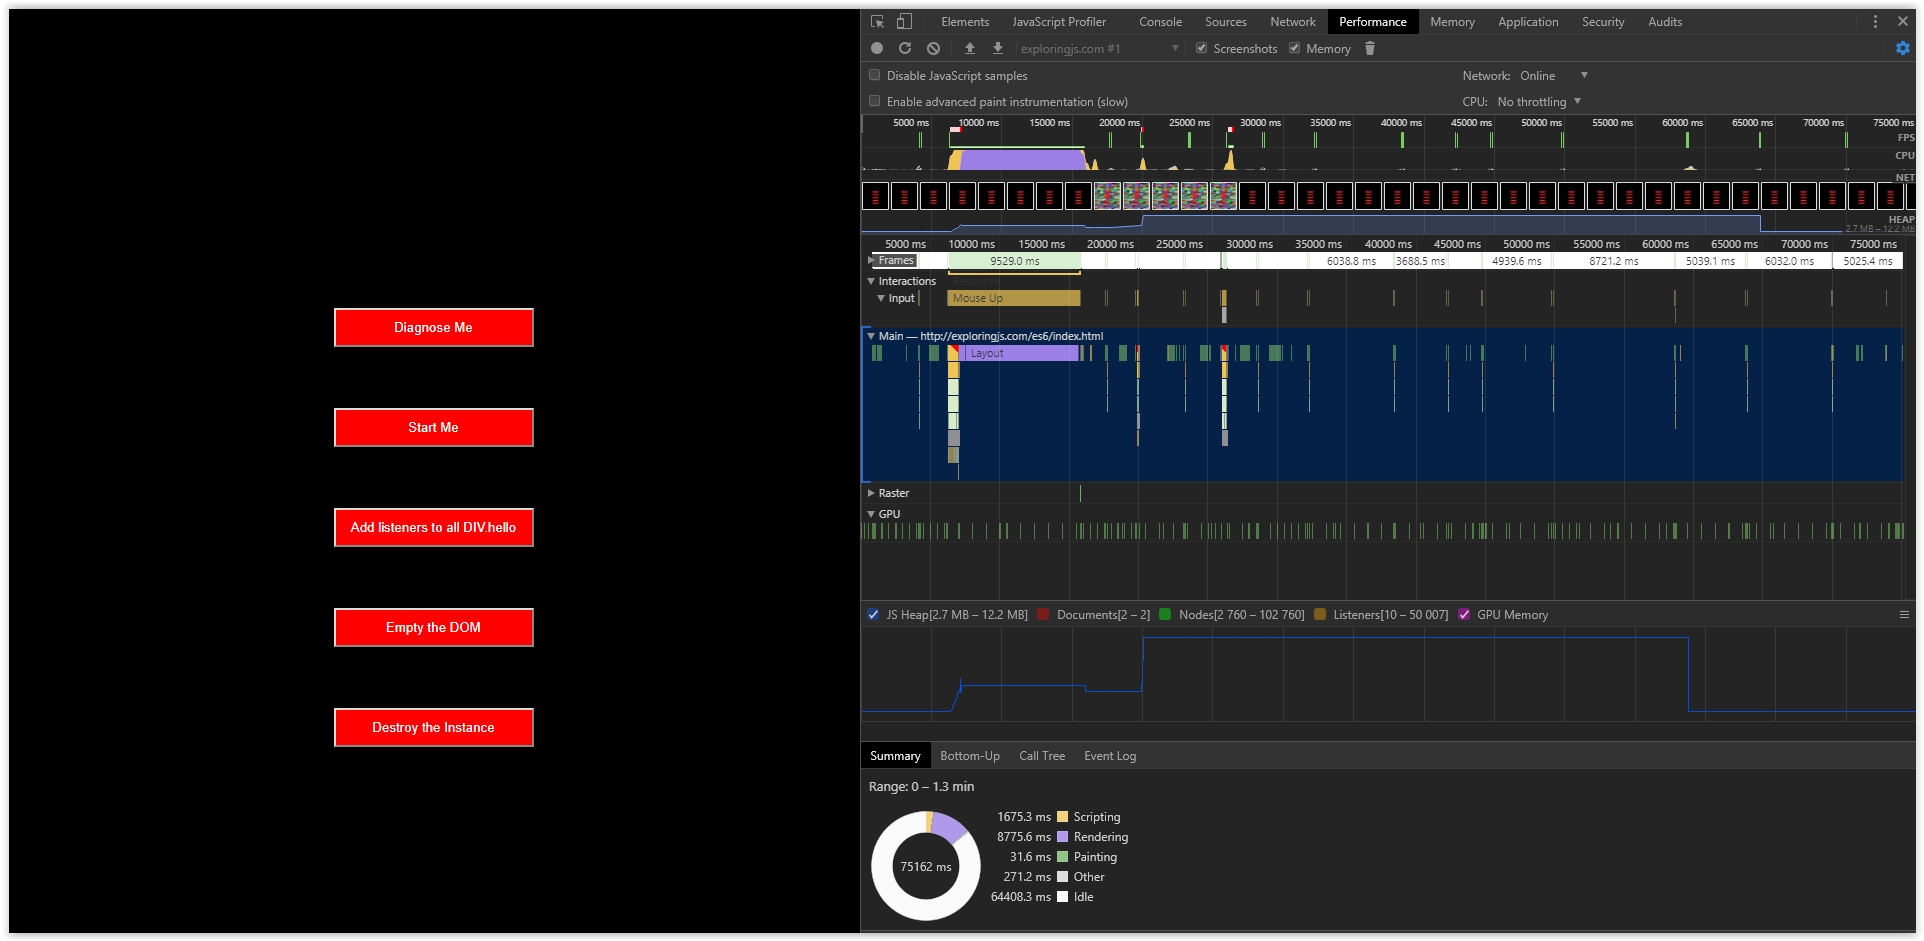 Diagnose Me
Start Me
Add listeners to all DIV.hello
Empty the DOM
Destroy the Instance
Elements JavaScript Profiler Console Sources Network Performance Memory Application Security Audits
exploringjs.com #1 Screenshots Memory
Disable JavaScript samples Network: Online
Enable advanced paint instrumentation (slow) CPU: No throttling
5000 ms 10000 ms 15000 ms 20000 ms 25000 ms 30000 ms 35000 ms 40000 ms 45000 ms 50000 ms 55000 ms 60000 ms 65000 ms 70000 ms 75000 ms
FPS
CPU
NET
HEAP
2.7 MB – 12.2 MB
5000 ms 10000 ms 15000 ms 20000 ms 25000 ms 30000 ms 35000 ms 40000 ms 45000 ms 50000 ms 55000 ms 60000 ms 65000 ms 70000 ms 75000 ms
Frames 9529.0 ms 6038.8 ms 3688.5 ms 4939.6 ms 8721.2 ms 5039.1 ms 6032.0 ms 5025.4 ms
Interactions Response
Input Mouse Up
Main — http://exploringjs.com/es6/index.html
Layout
Raster
GPU
JS Heap[2.7 MB – 12.2 MB] Documents[2 – 2] Nodes[2 760 – 102 760] Listeners[10 – 50 007] GPU Memory
Summary Bottom-Up Call Tree Event Log
Range: 0 – 1.3 min
1675.3 ms Scripting
8775.6 ms Rendering
31.6 ms Painting
271.2 ms Other
64408.3 ms Idle
75162 ms